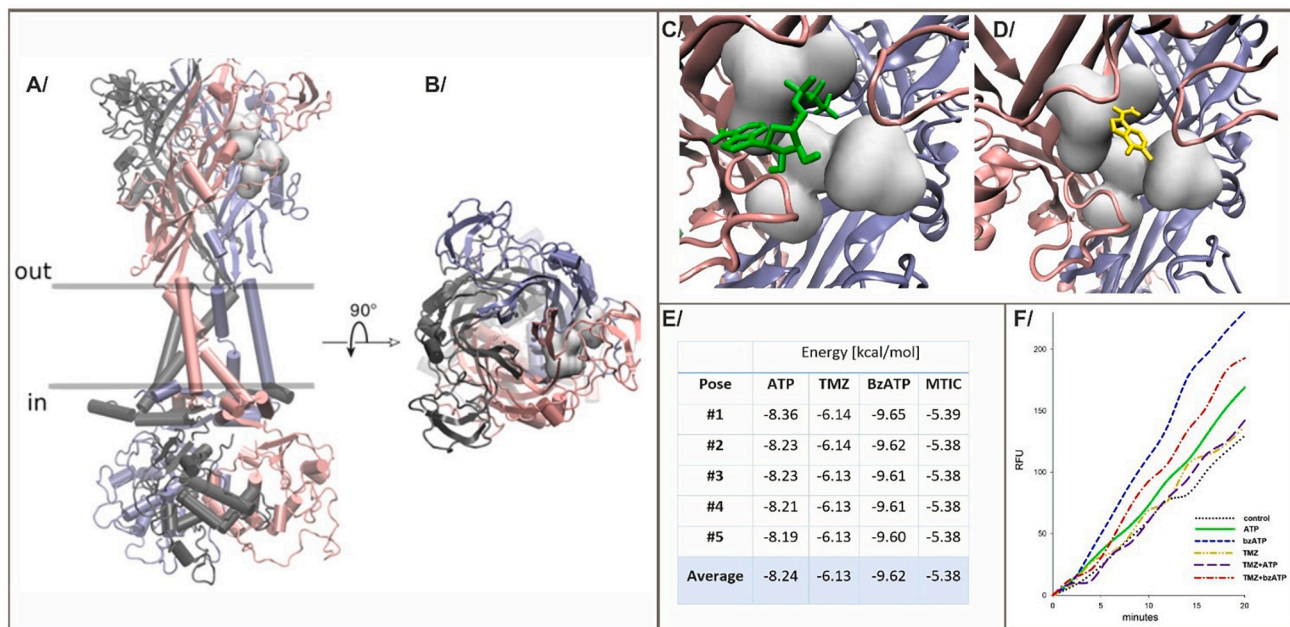 A/
out
in
90°
B/
C/
D/
E/
Energy [kcal/mol]
Pose ATP TMZ BzATP MTIC
#1 -8.36 -6.14 -9.65 -5.39
#2 -8.23 -6.14 -9.62 -5.38
#3 -8.23 -6.13 -9.61 -5.38
#4 -8.21 -6.13 -9.61 -5.38
#5 -8.19 -6.13 -9.60 -5.38
Average -8.24 -6.13 -9.62 -5.38
F/
200
150
100
50
0
RFU
control
ATP
bzATP
TMZ
TMZ+ATP
TMZ+bzATP
0 5 10 15 20
minutes